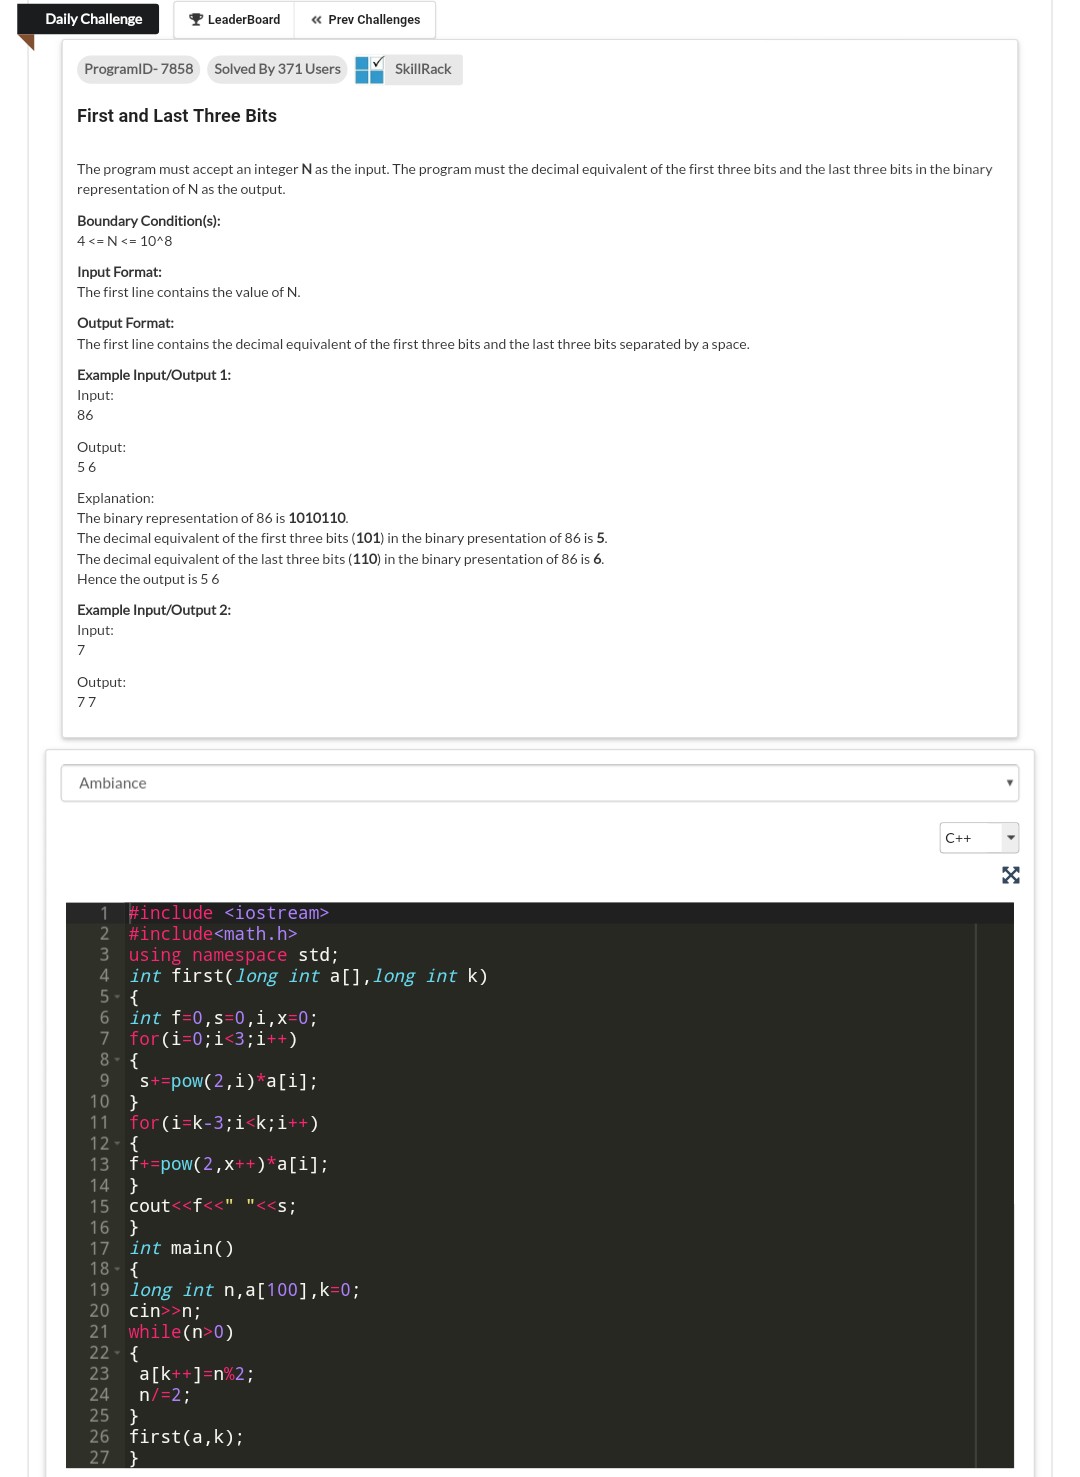 Daily Challenge
LeaderBoard
Prev Challenges
ProgramID- 7858
Solved By 371 Users
SkillRack
First and Last Three Bits
The program must accept an integer N as the input. The program must the decimal equivalent of the first three bits and the last three bits in the binary
representation of N as the output.
Boundary Condition(s):
4 <= N <= 10^8
Input Format:
The first line contains the value of N.
Output Format:
The first line contains the decimal equivalent of the first three bits and the last three bits separated by a space.
Example Input/Output 1:
Input:
86
Output:
5 6
Explanation:
The binary representation of 86 is 1010110.
The decimal equivalent of the first three bits (101) in the binary presentation of 86 is 5.
The decimal equivalent of the last three bits (110) in the binary presentation of 86 is 6.
Hence the output is 5 6
Example Input/Output 2:
Input:
7
Output:
7 7
Ambiance
C++
1 #include <iostream>
2 #include<math.h>
3 using namespace std;
4 int first(long int a[],long int k)
5 {
6 int f=0,s=0,i,x=0;
7 for(i=0;i<3;i++)
8 {
9  s+=pow(2,i)*a[i];
10 }
11 for(i=k-3;i<k;i++)
12 {
13 f+=pow(2,x++)*a[i];
14 }
15 cout<<f<<" "<<s;
16 }
17 int main()
18 {
19 long int n,a[100],k=0;
20 cin>>n;
21 while(n>0)
22 {
23  a[k++]=n%2;
24  n/=2;
25 }
26 first(a,k);
27 }